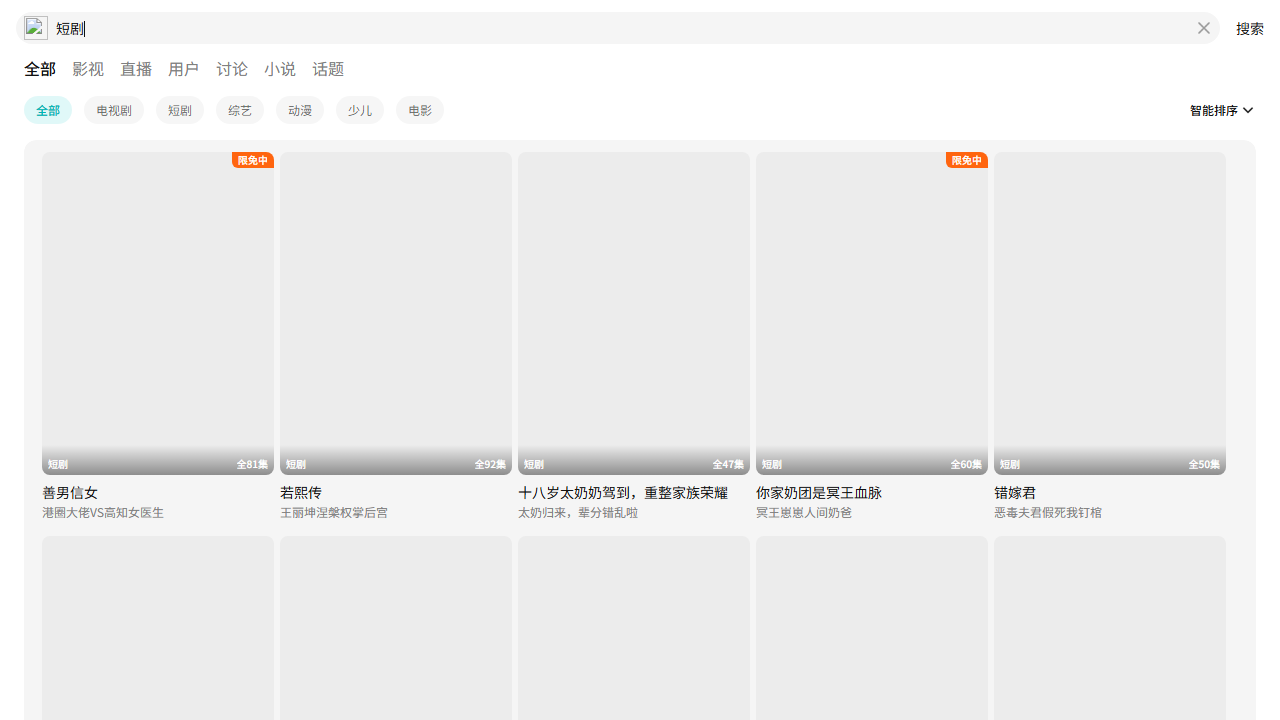 短剧
搜索
全部 影视 直播 用户 讨论 小说 话题
全部 电视剧 短剧 综艺 动漫 少儿 电影 智能排序
限免中 限免中
短剧 全81集 短剧 全92集 短剧 全47集 短剧 全60集 短剧 全50集
善男信女 若熙传 十八岁太奶奶驾到，重整家族荣耀 你家奶团是冥王血脉 错嫁君
港圈大佬VS高知女医生 王丽坤涅槃权掌后宫 太奶归来，辈分错乱啦 冥王崽崽人间奶爸 恶毒夫君假死我钉棺